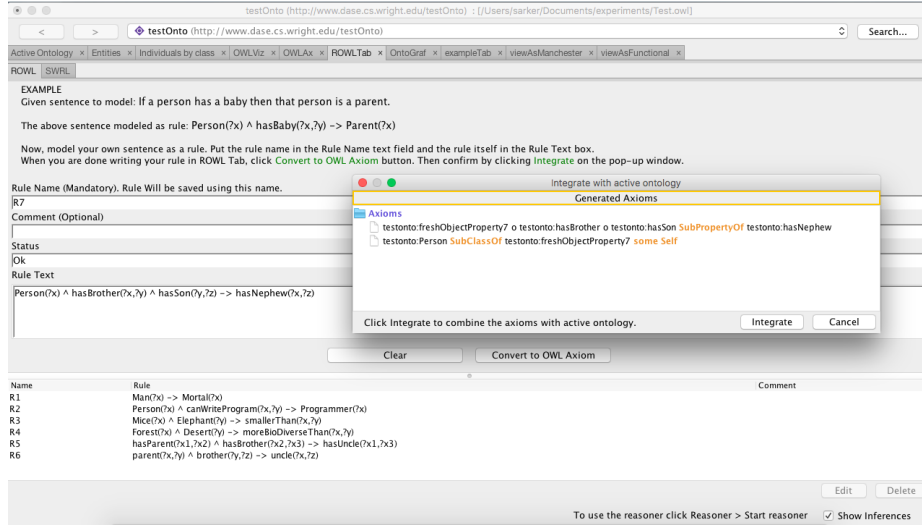 testOnto (http://www.dase.cs.wright.edu/testOnto) : [/Users/sarker/Documents/experiments/Test.owl]
< > testOnto (http://www.dase.cs.wright.edu/testOnto) Search...
Active Ontology × Entities × Individuals by class × OWLViz × OWLAx × ROWLTab × OntoGraf × exampleTab × viewAsManchester × viewAsFunctional ×
ROWL SWRL
EXAMPLE
Given sentence to model: If a person has a baby then that person is a parent.
The above sentence modeled as rule: Person(?x) ^ hasBaby(?x,?y) -> Parent(?x)
Now, model your own sentence as a rule. Put the rule name in the Rule Name text field and the rule itself in the Rule Text box.
When you are done writing your rule in ROWL Tab, click Convert to OWL Axiom button. Then confirm by clicking Integrate on the pop-up window.
Rule Name (Mandatory). Rule Will be saved using this name.
R7
Comment (Optional)
Status
Ok
Rule Text
Person(?x) ^ hasBrother(?x,?y) ^ hasSon(?y,?z) -> hasNephew(?x,?z)
Integrate with active ontology
Generated Axioms
Axioms
testonto:freshObjectProperty7 o testonto:hasBrother o testonto:hasSon SubPropertyOf testonto:hasNephew
testonto:Person SubClassOf testonto:freshObjectProperty7 some Self
Click Integrate to combine the axioms with active ontology. Integrate Cancel
Clear Convert to OWL Axiom
Name Rule Comment
R1 Man(?x) -> Mortal(?x)
R2 Person(?x) ^ canWriteProgram(?x,?y) -> Programmer(?x)
R3 Mice(?x) ^ Elephant(?y) -> smallerThan(?x,?y)
R4 Forest(?x) ^ Desert(?y) -> moreBioDiverseThan(?x,?y)
R5 hasParent(?x1,?x2) ^ hasBrother(?x2,?x3) -> hasUncle(?x1,?x3)
R6 parent(?x,?y) ^ brother(?y,?z) -> uncle(?x,?z)
Edit Delete
To use the reasoner click Reasoner > Start reasoner Show Inferences